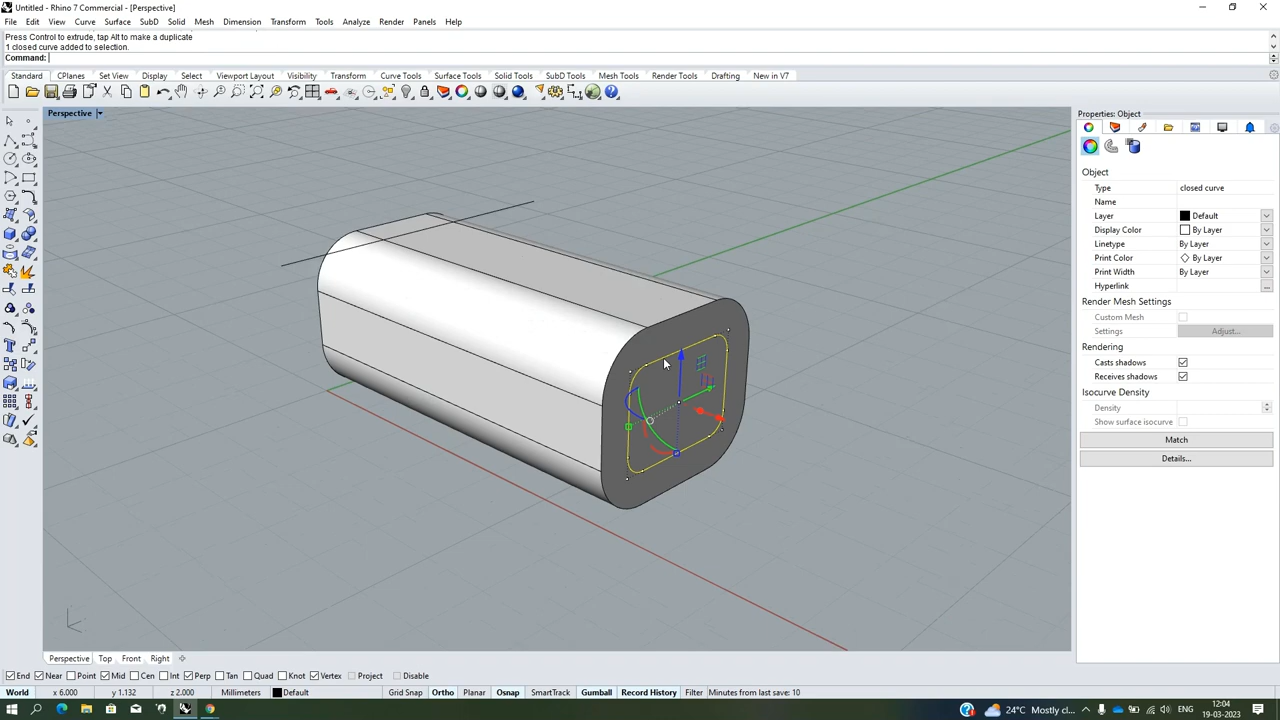 Untitled - Rhino 7 Commercial - [Perspective]
File Edit View Curve Surface SubD Solid Mesh Dimension Transform Tools Analyze Render Panels Help
Press Control to extrude, tap Alt to make a duplicate
1 closed curve added to selection.
Command:
Standard CPlanes Set View Display Select Viewport Layout Visibility Transform Curve Tools Surface Tools Solid Tools SubD Tools Mesh Tools Render Tools Drafting New in V7
Perspective
Properties: Object
Object
Type closed curve
Name
Layer Default
Display Color By Layer
Linetype By Layer
Print Color By Layer
Print Width By Layer
Hyperlink ...
Render Mesh Settings
Custom Mesh
Settings Adjust...
Rendering
Casts shadows
Receives shadows
Isocurve Density
Density
Show surface isocurve
Match
Details...
Perspective Top Front Right
End Near Point Mid Cen Int Perp Tan Quad Knot Vertex Project Disable
World x 6.000 y 1.132 z 2.000 Millimeters Default Grid Snap Ortho Planar Osnap SmartTrack Gumball Record History Filter Minutes from last save: 10
24°C Mostly cl... ENG 12:04
19-03-2023